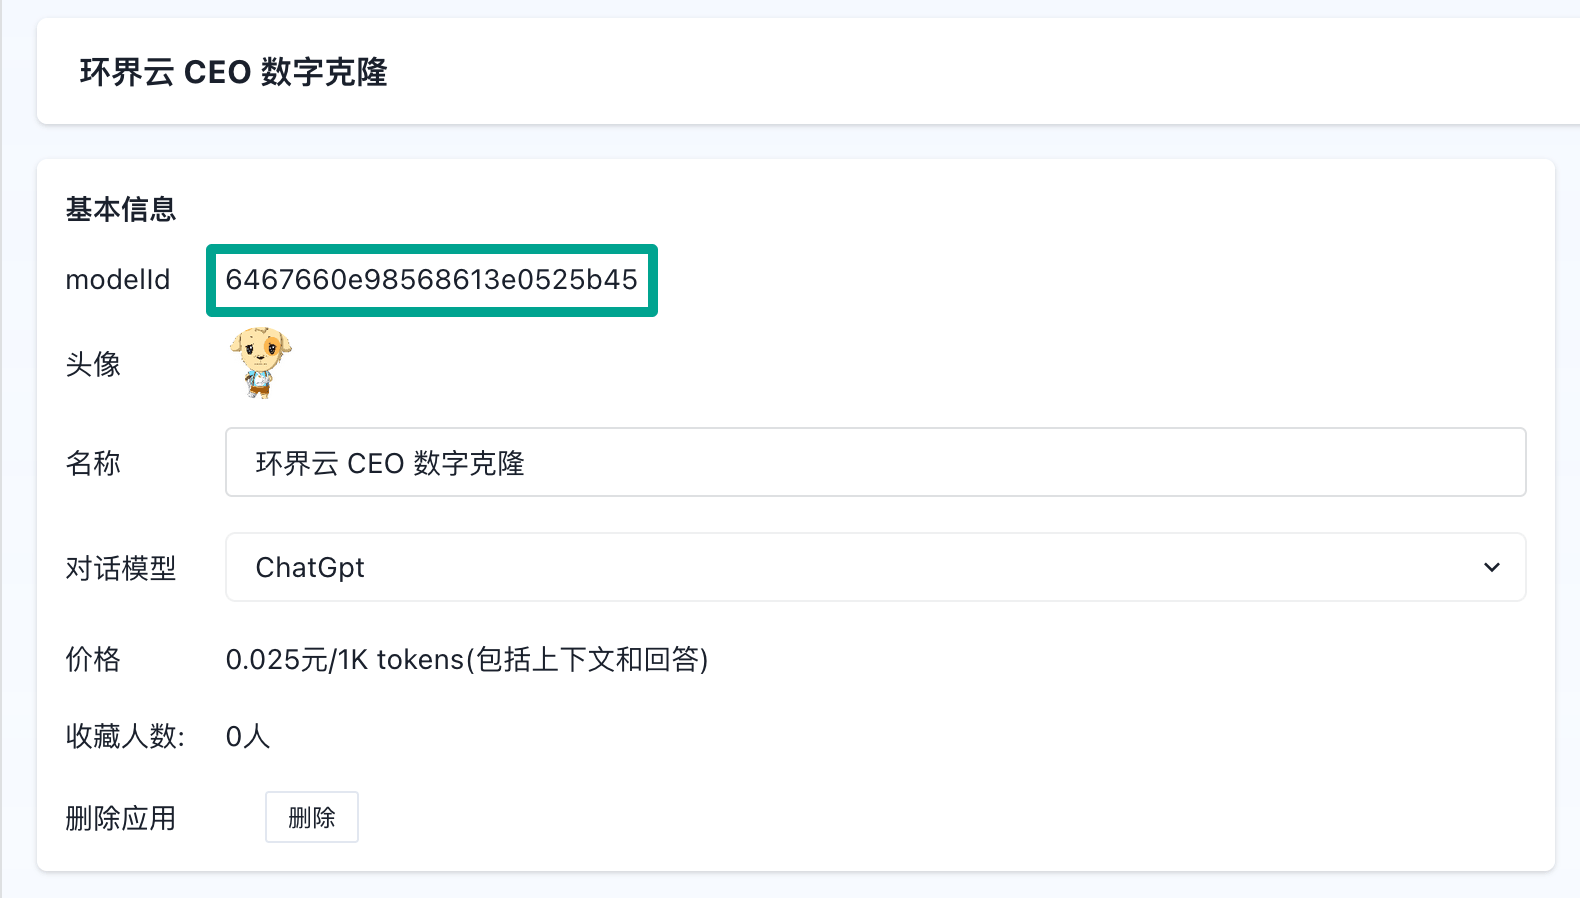 环界云 CEO 数字克隆
基本信息
modelId 6467660e98568613e0525b45
头像
名称 环界云 CEO 数字克隆
对话模型 ChatGpt
价格 0.025元/1K tokens(包括上下文和回答)
收藏人数: 0人
删除应用 删除